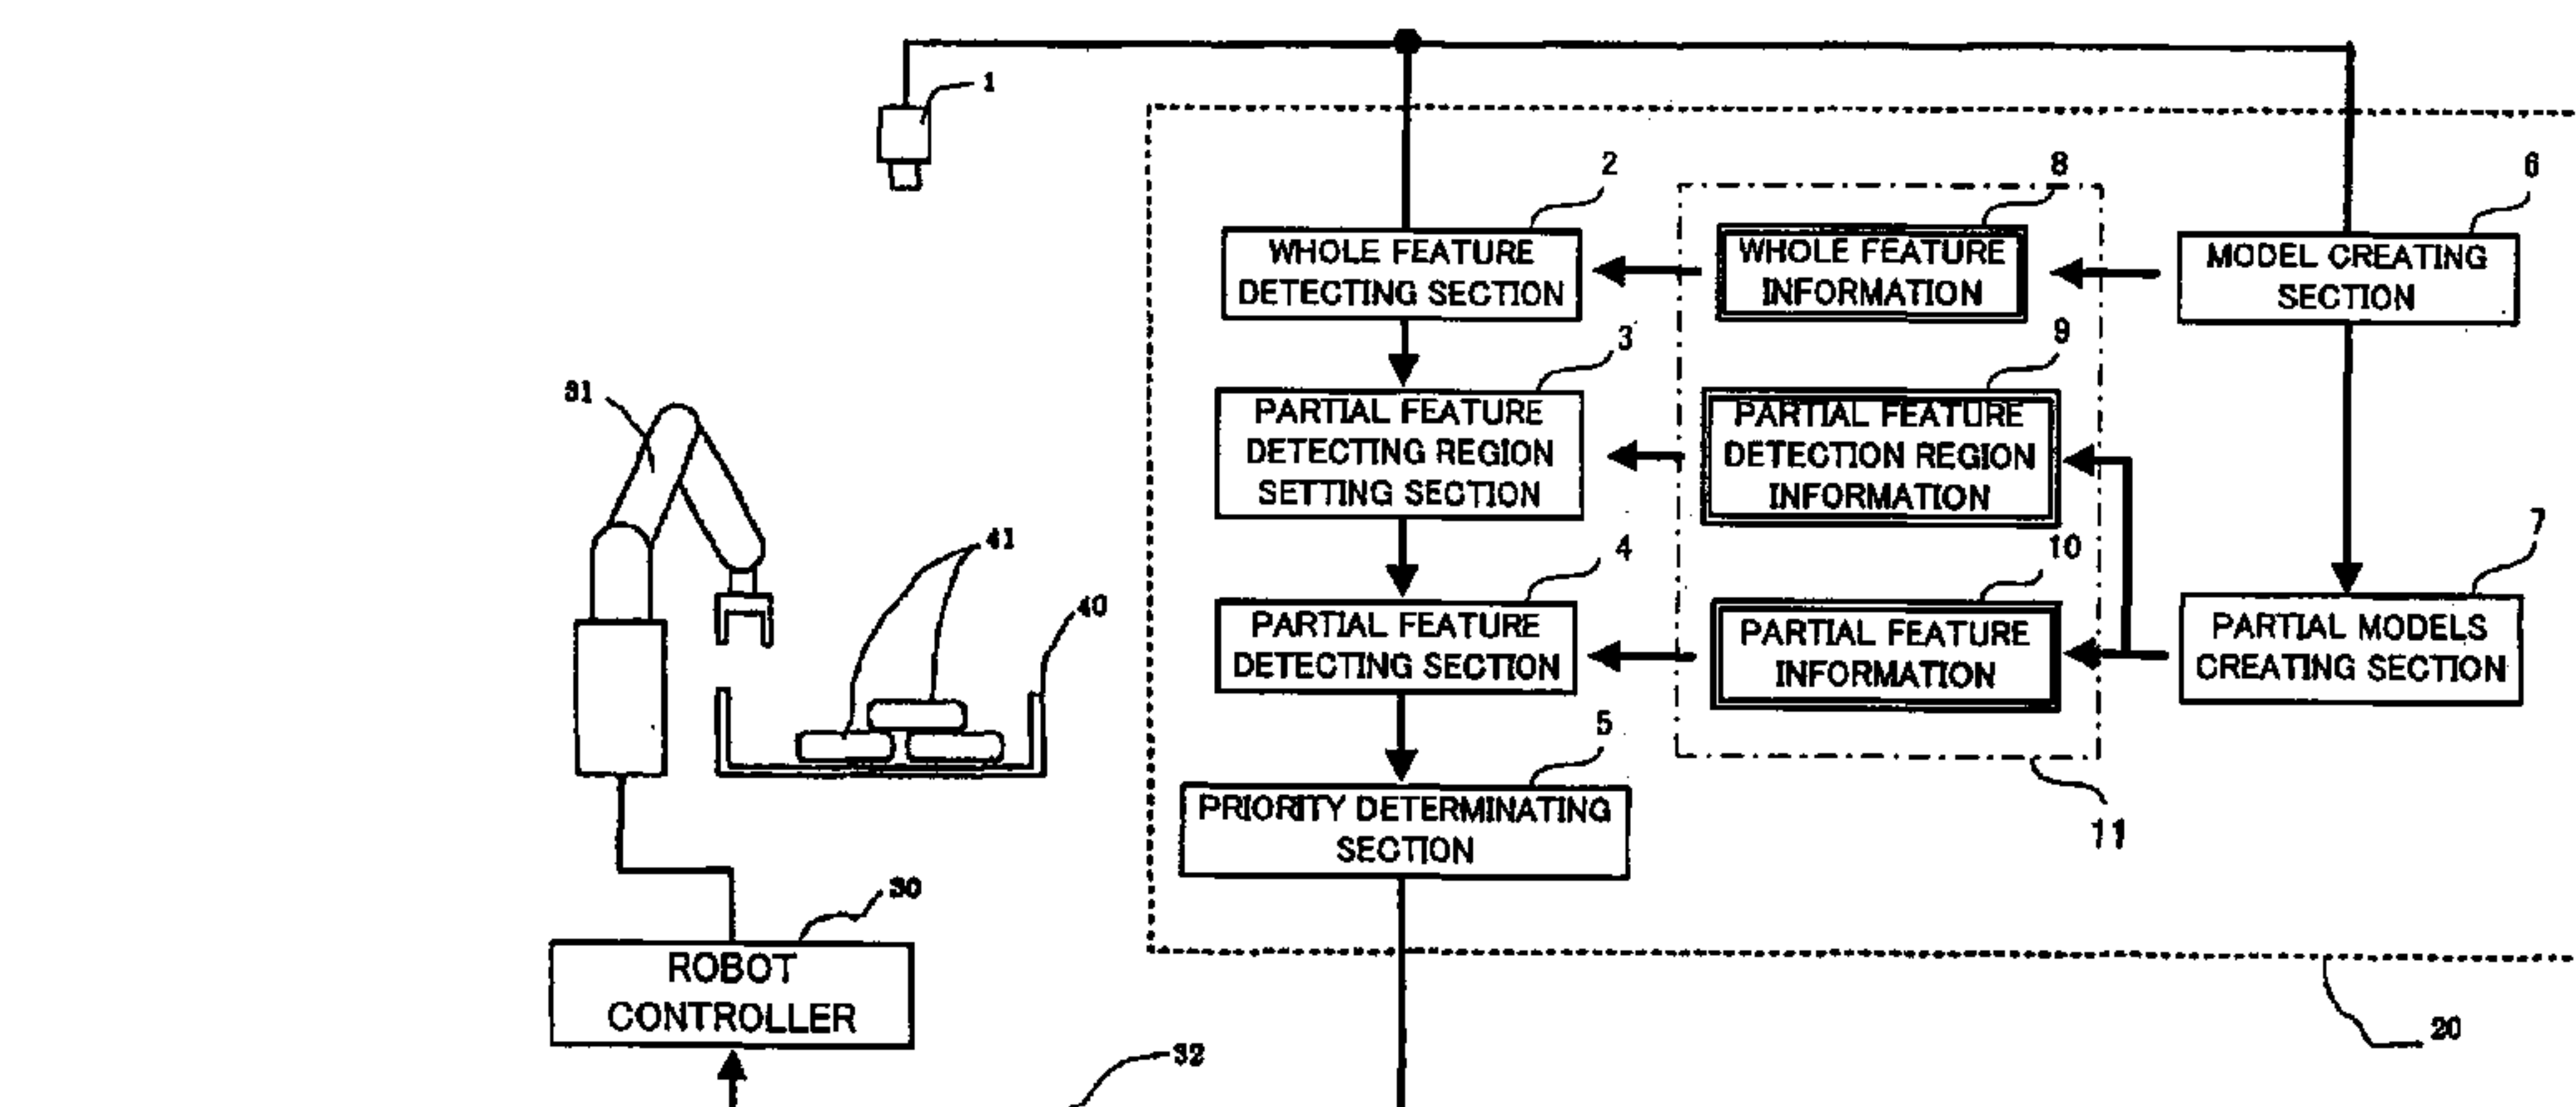 1
2
8
6
WHOLE FEATURE
DETECTING SECTION
WHOLE FEATURE
INFORMATION
MODEL CREATING
SECTION
3
9
31
PARTIAL FEATURE
DETECTING REGION
SETTING SECTION
PARTIAL FEATURE
DETECTION REGION
INFORMATION
41
4
10
7
40
PARTIAL FEATURE
DETECTING SECTION
PARTIAL FEATURE
INFORMATION
PARTIAL MODELS
CREATING SECTION
5
PRIORITY DETERMINATING
SECTION
11
30
ROBOT
CONTROLLER
20
32